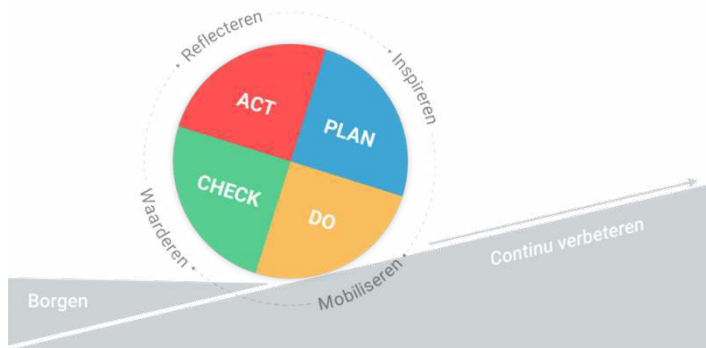 Reflecteren
Inspireren
ACT
PLAN
CHECK
DO
Waarderen
Mobiliseren
Continu verbeteren
Borgen